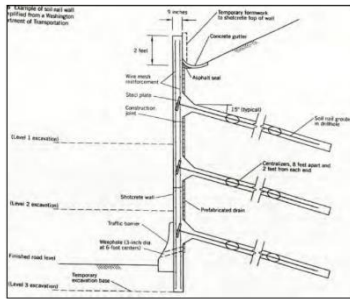 Example of soil nail wall
plified from a Washington
rtment of Transportation
9 inches
Temporary formwork
to shotcrete top of wall
Concrete gutter
2 feet
Asphalt seal
Wire mesh
reinforcement
Steel plate
Construction
joint
15° (typical)
Soil nail grouted
in drillhole
(Level 1 excavation)
Centralizers, 8 feet apart and
2 feet from each end
Shotcrete wall
Prefabricated drain
(Level 2 excavation)
Traffic barrier
Weephole (3-inch dia
at 6-foot centers)
Finished road level
Temporary
excavation base
(Level 3 excavation)